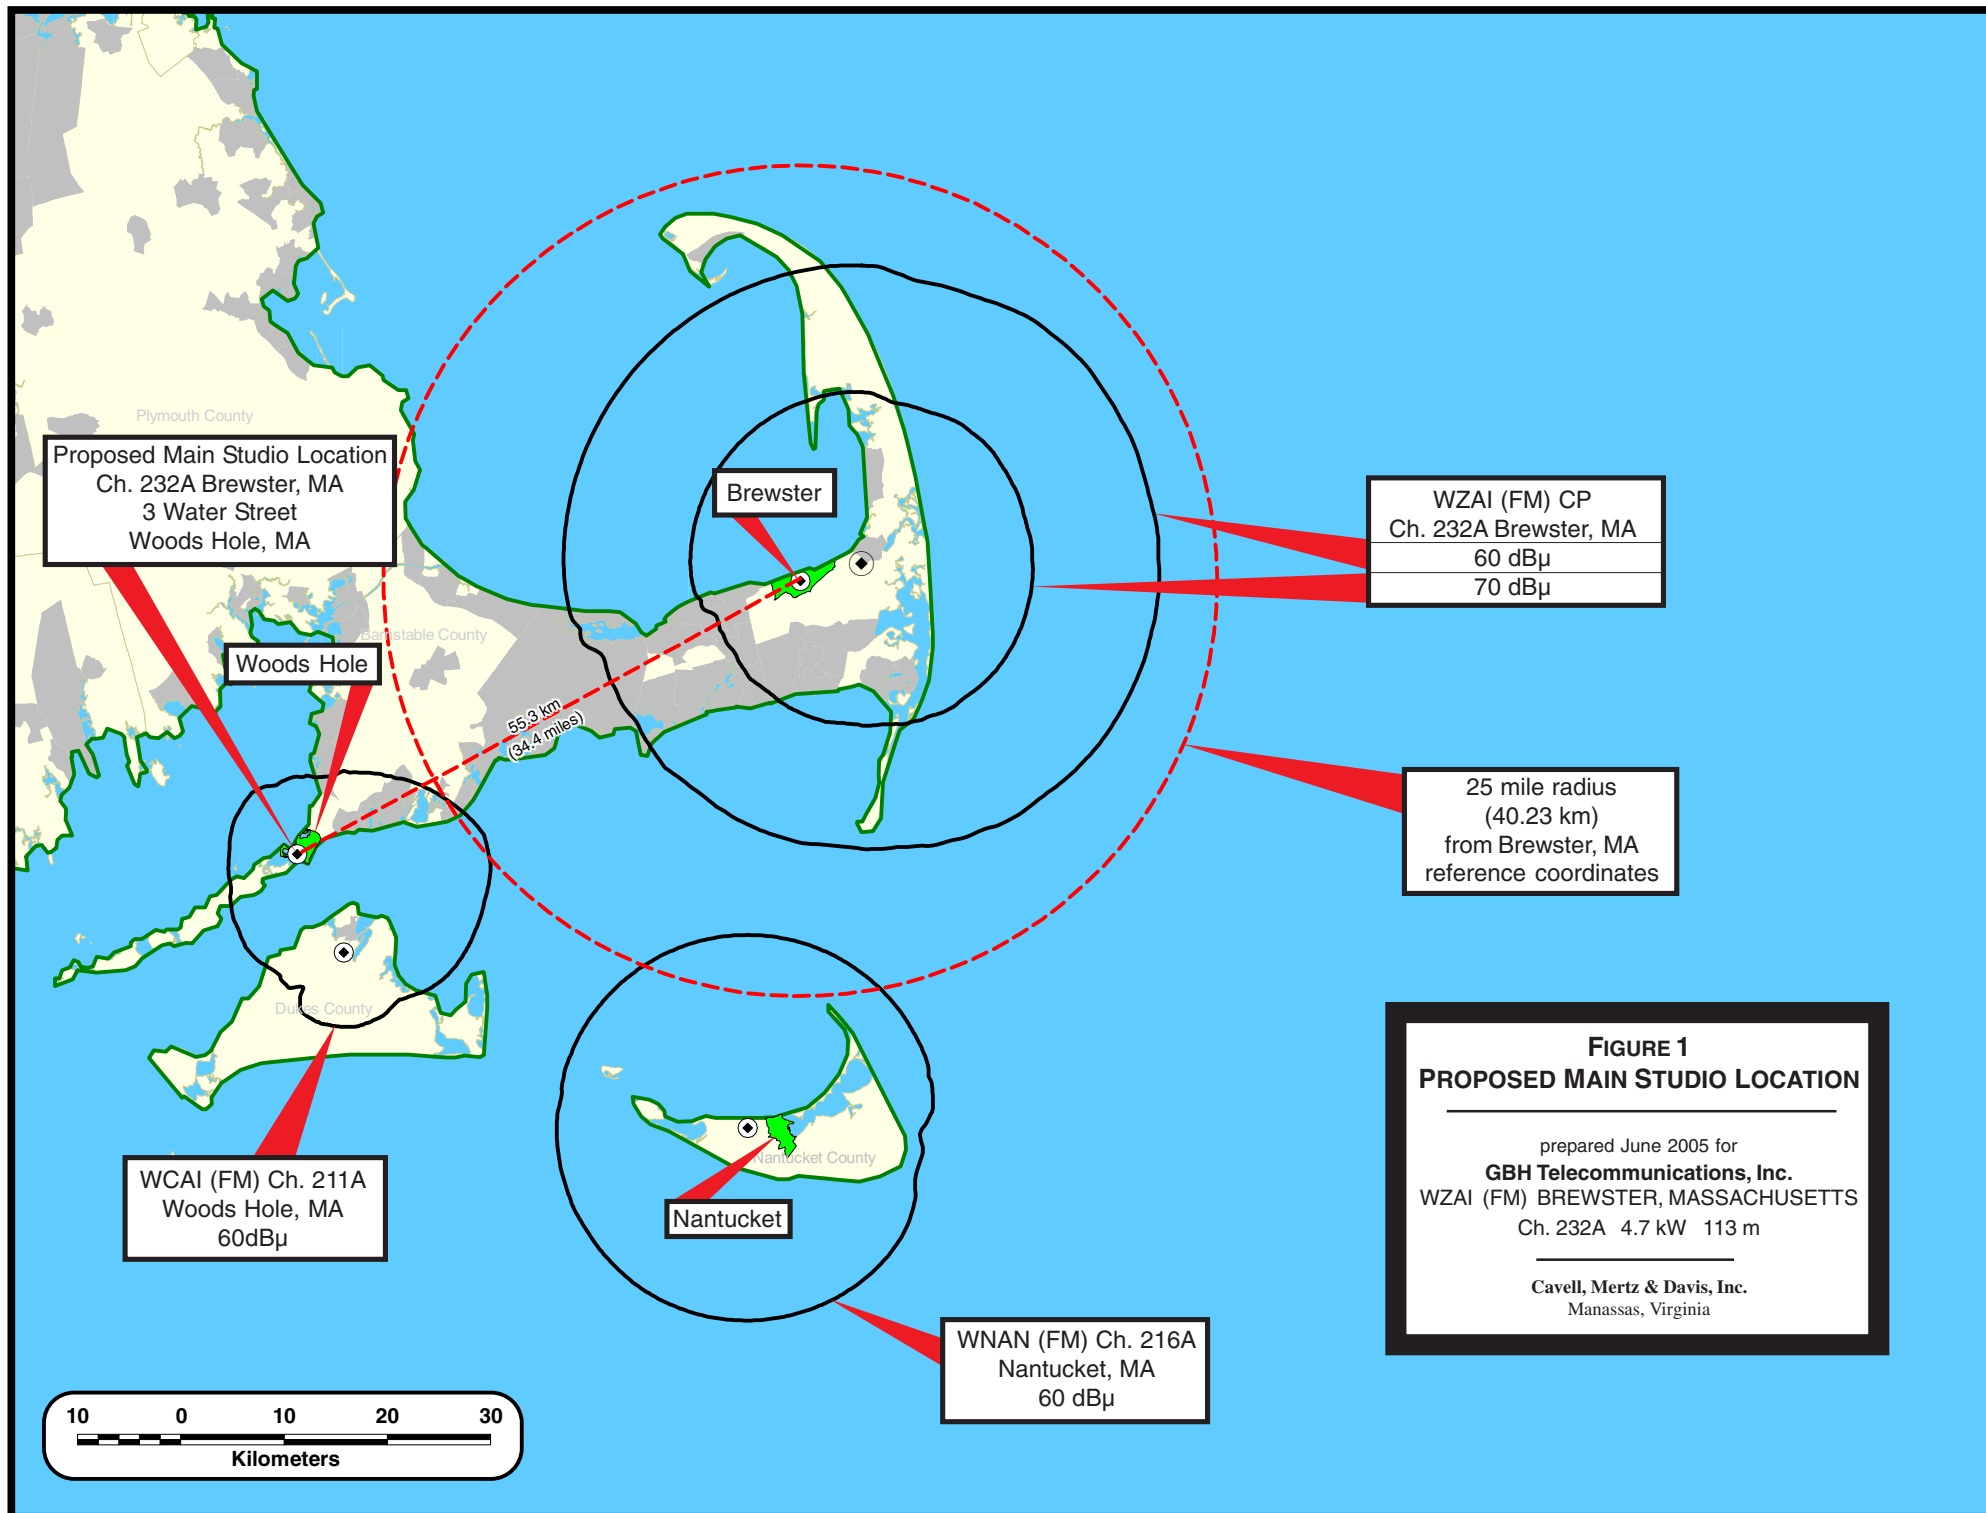 Plymouth County
Proposed Main Studio Location
Ch. 232A Brewster, MA
3 Water Street
Woods Hole, MA
Brewster
WZAI (FM) CP
Ch. 232A Brewster, MA
60 dBµ
70 dBµ
Barnstable County
Woods Hole
55.3 km
(34.4 miles)
25 mile radius
(40.23 km)
from Brewster, MA
reference coordinates
Dukes County
WCAI (FM) Ch. 211A
Woods Hole, MA
60dBµ
Nantucket County
Nantucket
WNAN (FM) Ch. 216A
Nantucket, MA
60 dBµ
FIGURE 1
PROPOSED MAIN STUDIO LOCATION
prepared June 2005 for
GBH Telecommunications, Inc.
WZAI (FM) BREWSTER, MASSACHUSETTS
Ch. 232A 4.7 kW 113 m
Cavell, Mertz & Davis, Inc.
Manassas, Virginia
10 0 10 20 30
Kilometers